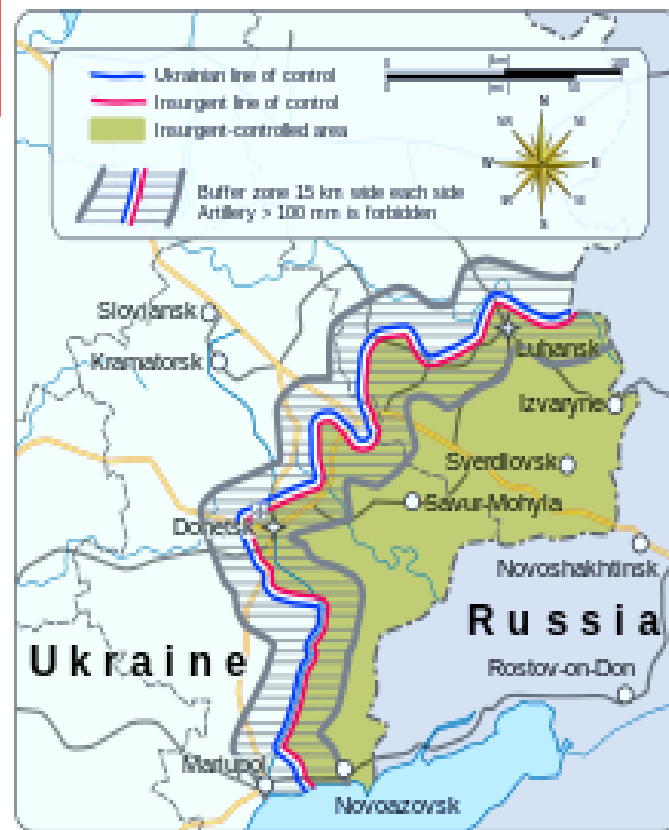 Ukrainian line of control
Insurgent line of control
Insurgent-controlled area
Buffer zone 15 km wide each side
Artillery > 100 mm is forbidden
N
W
E
S
Slovjansk
Kramatorsk
Luhansk
Izvaryne
Sverdlovsk
Savur-Mohyla
Donetsk
Novoshakhtinsk
Russia
Ukraine
Rostov-on-Don
Mariupol
Novoazovsk